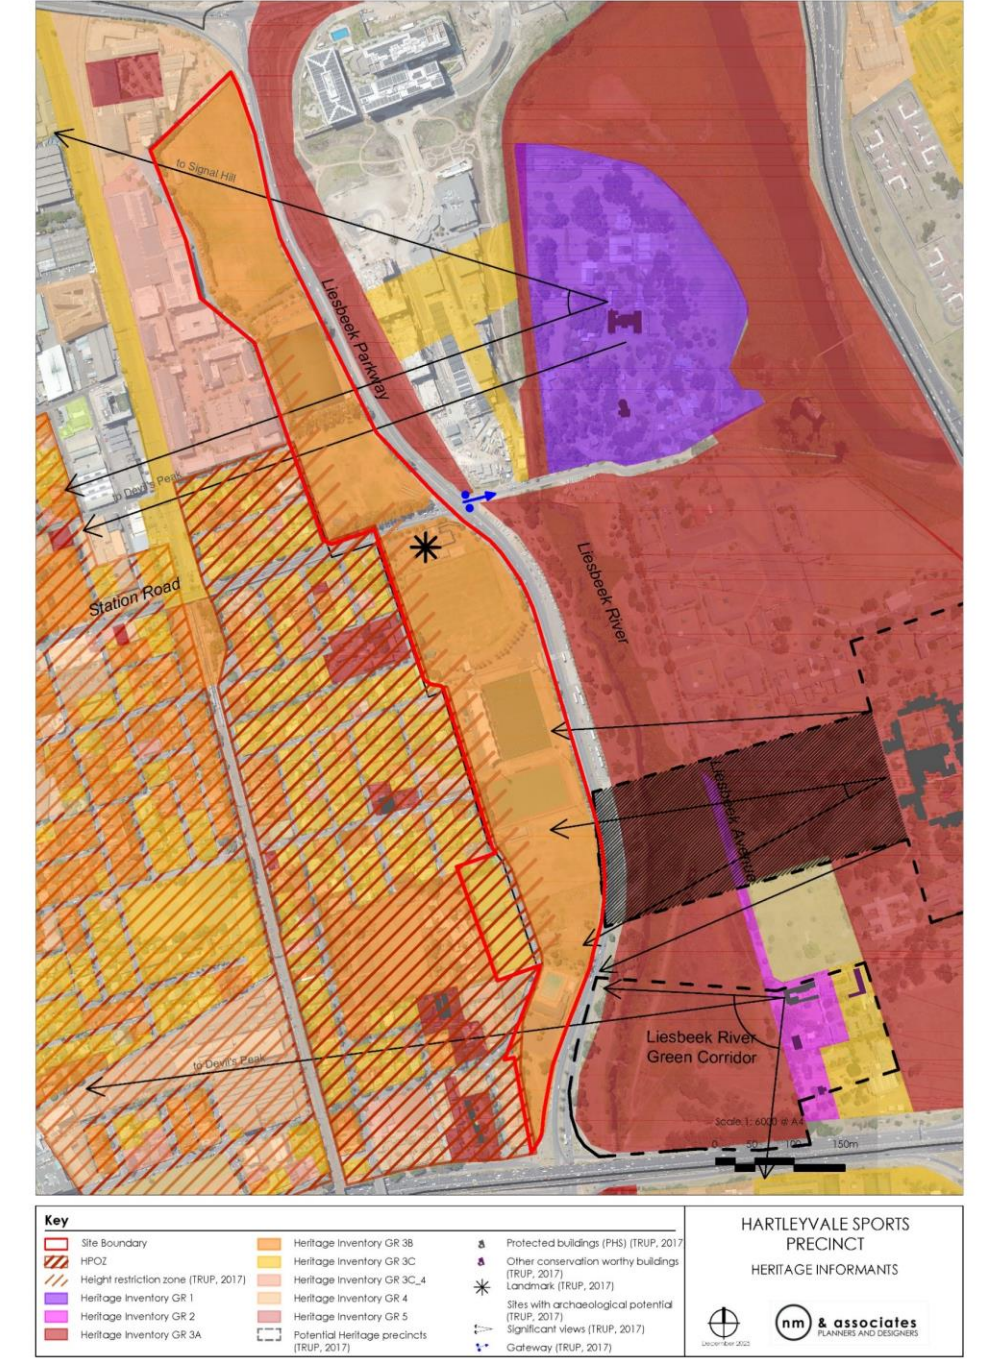 to Signal Hill
Liesbeek Parkway
to Devil's Peak
Station Road
Liesbeek River
Liesbeek Avenue
Liesbeek River
Green Corridor
to Devil's Peak
Scale 1: 6000 @ A4
0 50 100 150m
Key
Site Boundary
HPOZ
Height restriction zone (TRUP, 2017)
Heritage Inventory GR 1
Heritage Inventory GR 2
Heritage Inventory GR 3A
Heritage Inventory GR 3B
Heritage Inventory GR 3C
Heritage Inventory GR 3C_4
Heritage Inventory GR 4
Heritage Inventory GR 5
Potential Heritage precincts
(TRUP, 2017)
Protected buildings (PHS) (TRUP, 2017
Other conservation worthy buildings
(TRUP, 2017)
Landmark (TRUP, 2017)
Sites with archaeological potential
(TRUP, 2017)
Significant views (TRUP, 2017)
Gateway (TRUP, 2017)
HARTLEYVALE SPORTS
PRECINCT
HERITAGE INFORMANTS
December 2025
nm & associates
PLANNERS AND DESIGNERS